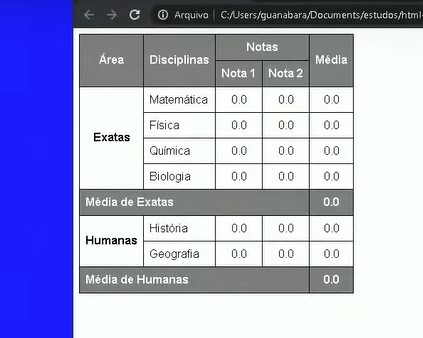 Arquivo C:/Users/guanabara/Documents/estudos/html-
Área Disciplinas Notas Média
Nota 1 Nota 2
Exatas
Matemática 0.0 0.0 0.0
Física 0.0 0.0 0.0
Química 0.0 0.0 0.0
Biologia 0.0 0.0 0.0
Média de Exatas 0.0
Humanas
História 0.0 0.0 0.0
Geografia 0.0 0.0 0.0
Média de Humanas 0.0